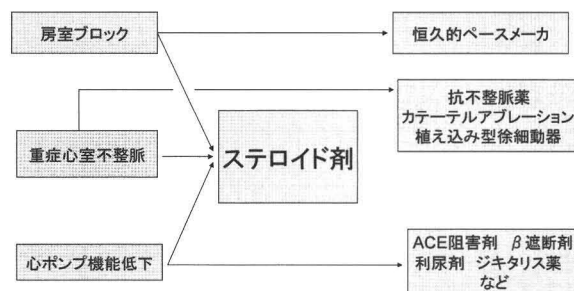 房室ブロック
恒久的ペースメーカ
抗不整脈薬
カテーテルアブレーション
植え込み型徐細動器
重症心室不整脈
ステロイド剤
心ポンプ機能低下
ACE阻害剤 β遮断剤
利尿剤 ジキタリス薬
など